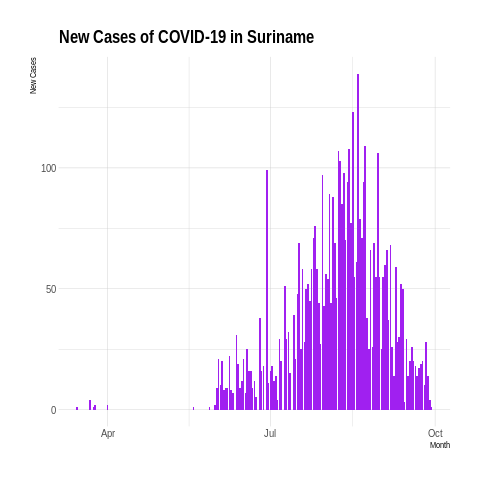 New Cases of COVID-19 in Suriname
New Cases
100
50
0
Apr Jul Oct
Month